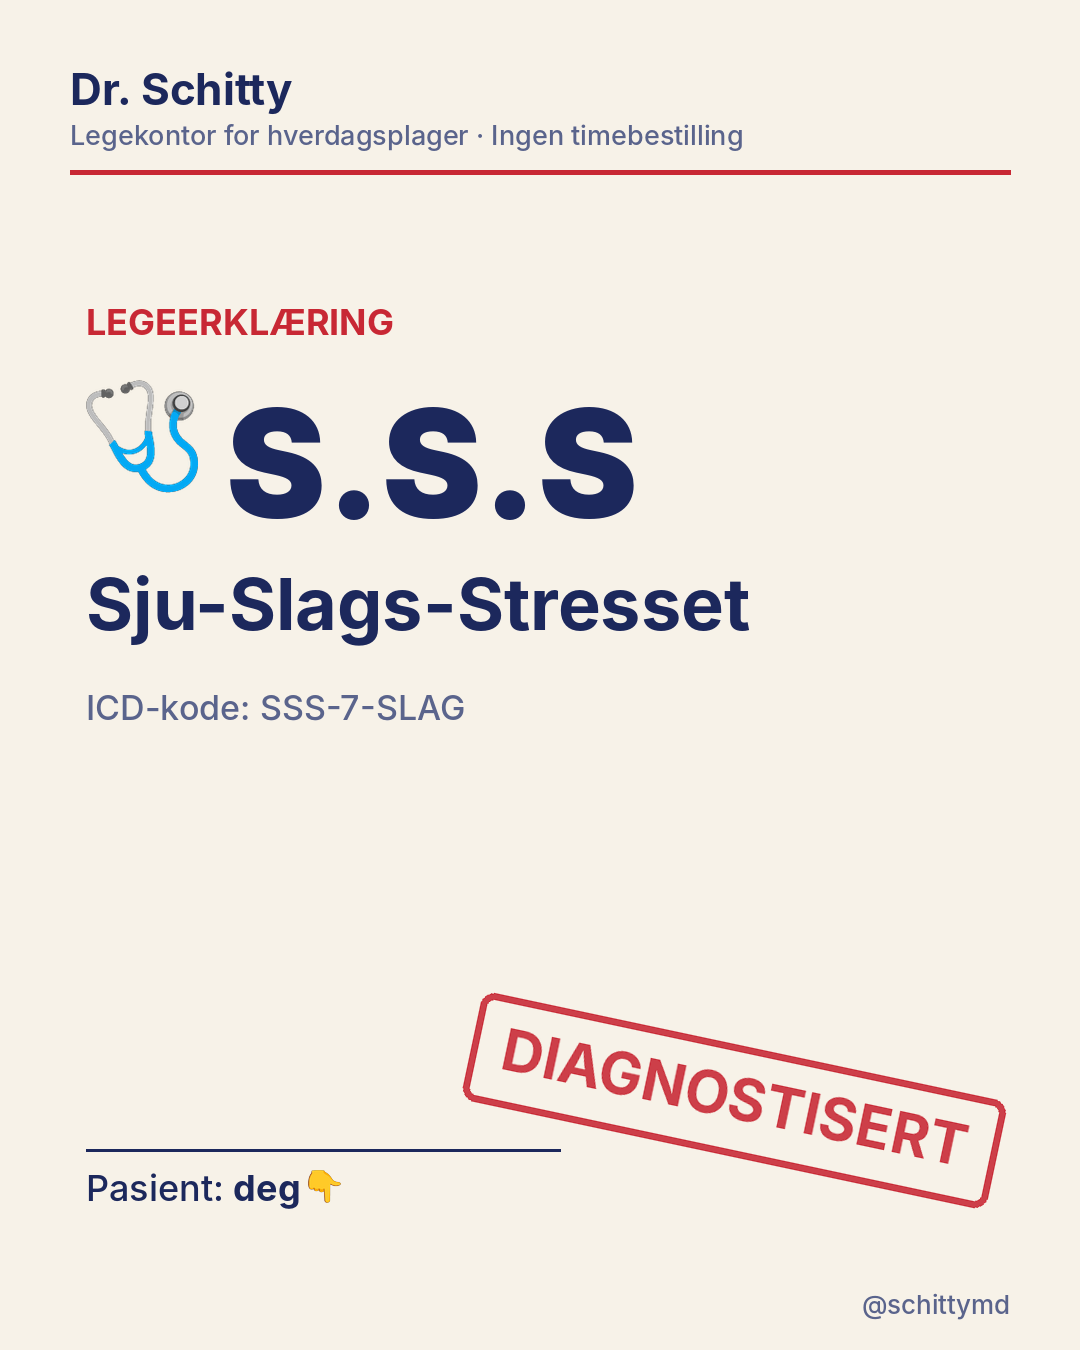 Dr. Schitty
Legekontor for hverdagsplager · Ingen timebestilling
LEGEERKLÆRING
S.S.S
Sju-Slags-Stresset
ICD-kode: SSS-7-SLAG
DIAGNOSTISERT
Pasient: deg👇
@schittymd